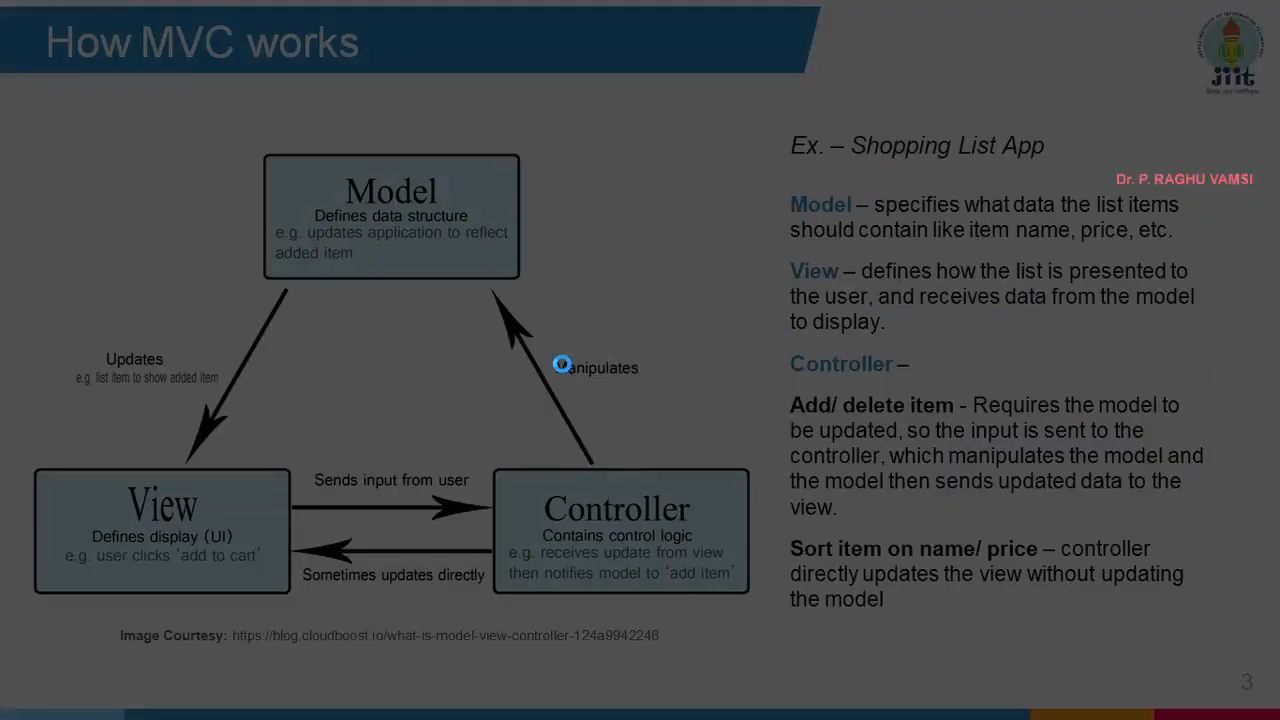 How MVC works
jiit
Model
Defines data structure
e.g. updates application to reflect
added item
Updates
e.g. list item to show added item
anipulates
View
Defines display (UI)
e.g. user clicks 'add to cart'
Sends input from user
Sometimes updates directly
Controller
Contains control logic
e.g. receives update from view
then notifies model to 'add item'
Image Courtesy: https://blog.cloudboost.io/what-is-model-view-controller-124a9942246
Ex. – Shopping List App
Dr. P. RAGHU VAMSI
Model – specifies what data the list items
should contain like item name, price, etc.
View – defines how the list is presented to
the user, and receives data from the model
to display.
Controller –
Add/ delete item - Requires the model to
be updated, so the input is sent to the
controller, which manipulates the model and
the model then sends updated data to the
view.
Sort item on name/ price – controller
directly updates the view without updating
the model
3